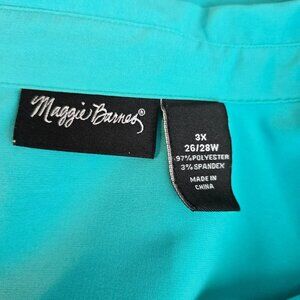 Maggie Barnes®
3X
26/28W
97% POLYESTER
3% SPANDEX
MADE IN
CHINA